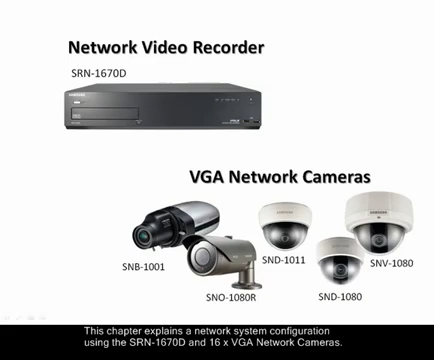 Network Video Recorder
SRN-1670D
SAMSUNG
VGA Network Cameras
SNB-1001
SNO-1080R
SND-1011
SND-1080
SNV-1080
This chapter explains a network system configuration
using the SRN-1670D and 16 x VGA Network Cameras.